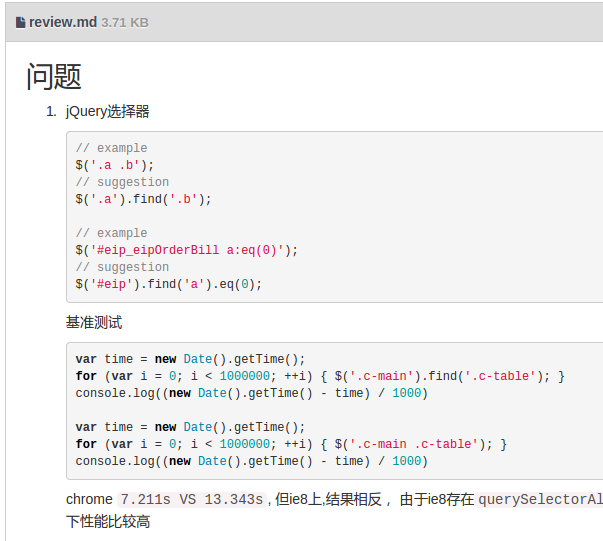 review.md 3.71 KB
问题
1. jQuery选择器
// example
$('.a .b');
// suggestion
$('.a').find('.b');
// example
$('#eip_eipOrderBill a:eq(0)');
// suggestion
$('#eip').find('a').eq(0);
基准测试
var time = new Date().getTime();
for (var i = 0; i < 1000000; ++i) { $('.c-main').find('.c-table'); }
console.log((new Date().getTime() - time) / 1000)
var time = new Date().getTime();
for (var i = 0; i < 1000000; ++i) { $('.c-main .c-table'); }
console.log((new Date().getTime() - time) / 1000)
chrome 7.211s VS 13.343s , 但ie8上,结果相反 , 由于ie8存在 querySelectorAl
下性能比较高